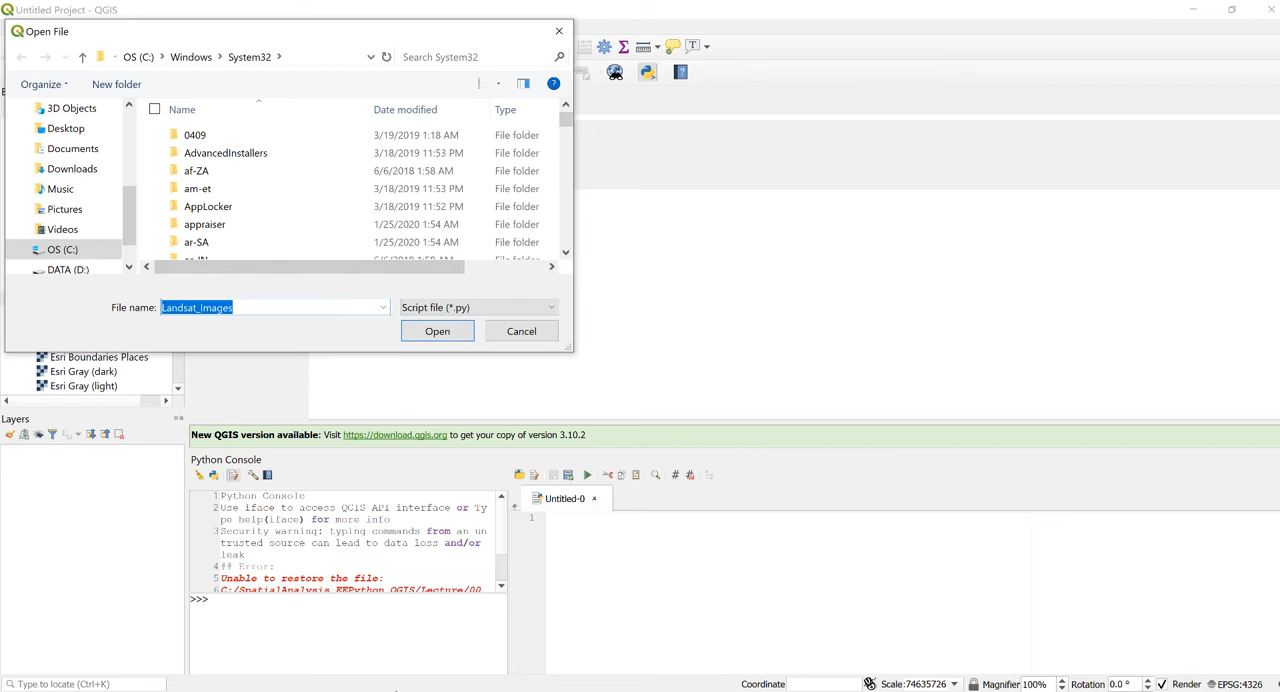 Untitled Project - QGIS
Open File
OS (C:) Windows System32
Search System32
Organize New folder
Name Date modified Type
3D Objects
Desktop
Documents
Downloads
Music
Pictures
Videos
OS (C:)
DATA (D:)
0409 3/19/2019 1:18 AM File folder
AdvancedInstallers 3/18/2019 11:53 PM File folder
af-ZA 6/6/2018 1:58 AM File folder
am-et 3/18/2019 11:53 PM File folder
AppLocker 3/18/2019 11:52 PM File folder
appraiser 1/25/2020 1:54 AM File folder
ar-SA 1/25/2020 1:54 AM File folder
File name: Landsat_Images Script file (*.py)
Open Cancel
Esri Boundaries Places
Esri Gray (dark)
Esri Gray (light)
Layers
New QGIS version available: Visit https://download.qgis.org to get your copy of version 3.10.2
Python Console
1 Python Console
2 Use iface to access QGIS API interface or Ty
pe help(iface) for more info
3 Security warning: typing commands from an un
trusted source can lead to data loss and/or
leak
4 ## Error:
5 Unable to restore the file:
6 C:/SpatialAnalysis_EEPython_QGIS/Lecture/00
>>>
Untitled-0
1
Type to locate (Ctrl+K)
Coordinate Scale:74635726 Magnifier 100% Rotation 0.0 ° Render EPSG:4326